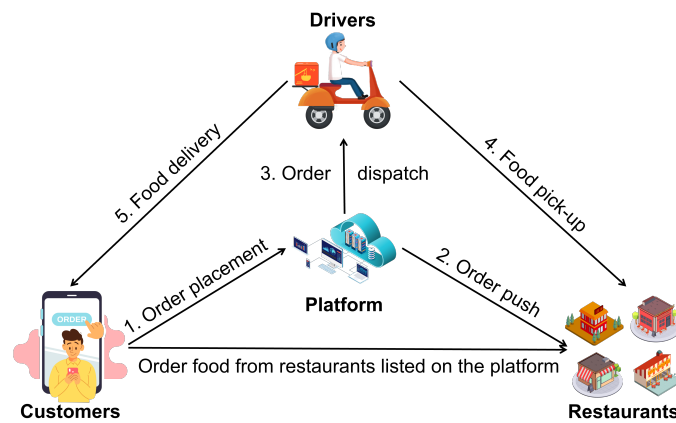 Drivers
5. Food delivery
4. Food pick-up
3. Order dispatch
1. Order placement
2. Order push
Platform
ORDER
Order food from restaurants listed on the platform
Customers
Restaurants